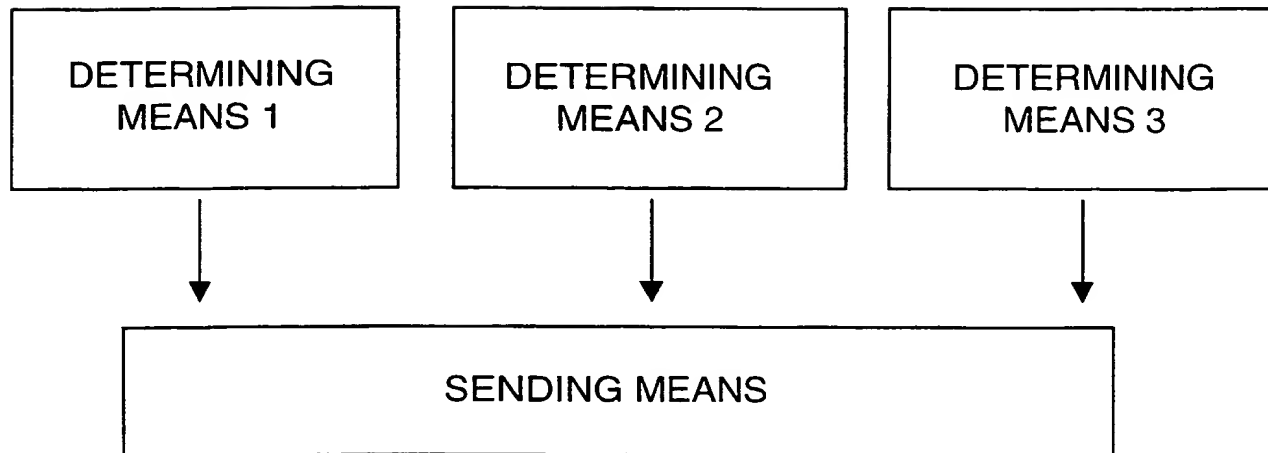 DETERMINING
MEANS 1
DETERMINING
MEANS 2
DETERMINING
MEANS 3
SENDING MEANS